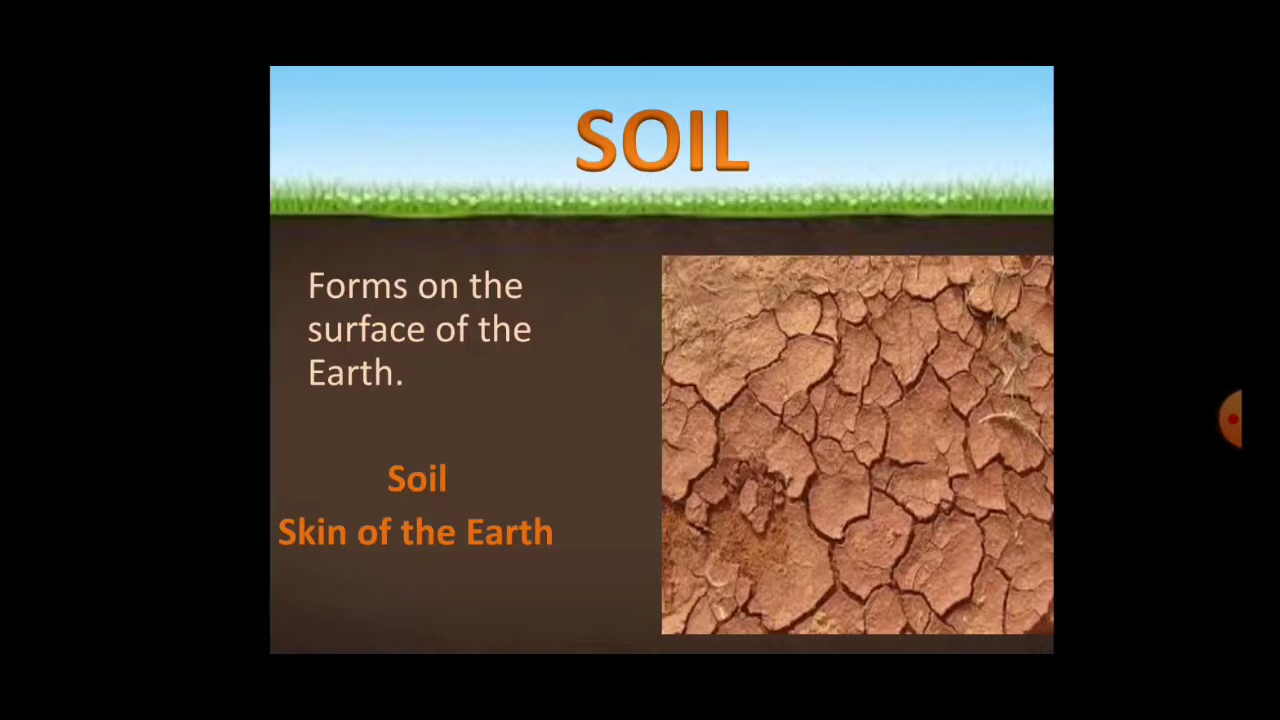 SOIL
Forms on the
surface of the
Earth.
Soil
Skin of the Earth